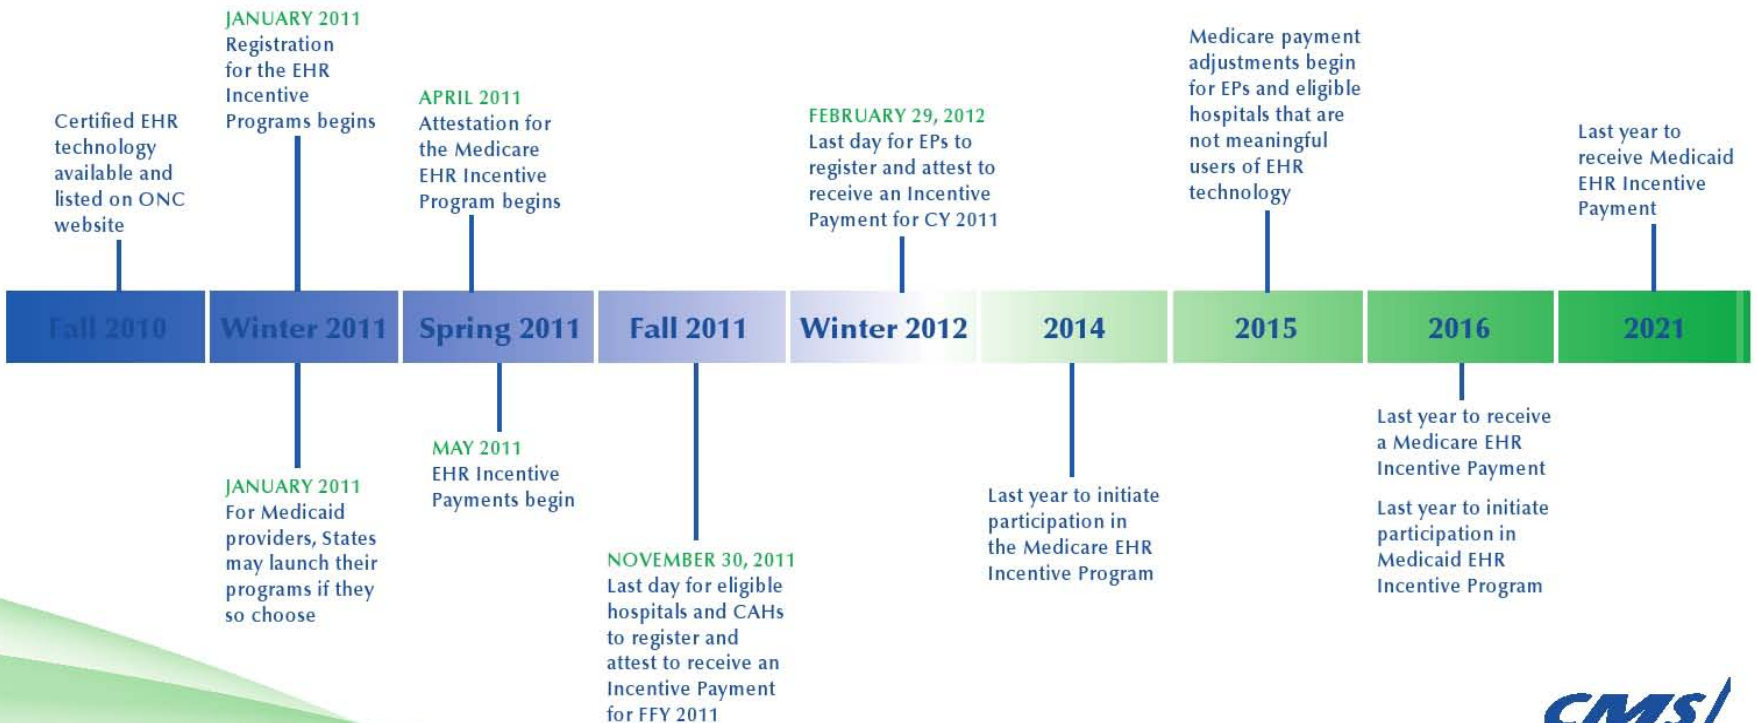 JANUARY 2011
Registration
for the EHR
Incentive
Programs begins
Certified EHR
technology
available and
listed on ONC
website
APRIL 2011
Attestation for
the Medicare
EHR Incentive
Program begins
FEBRUARY 29, 2012
Last day for EPs to
register and attest to
receive an Incentive
Payment for CY 2011
Medicare payment
adjustments begin
for EPs and eligible
hospitals that are
not meaningful
users of EHR
technology
Last year to
receive Medicaid
EHR Incentive
Payment
Fall 2010
Winter 2011
Spring 2011
Fall 2011
Winter 2012
2014
2015
2016
2021
JANUARY 2011
For Medicaid
providers, States
may launch their
programs if they
so choose
MAY 2011
EHR Incentive
Payments begin
NOVEMBER 30, 2011
Last day for eligible
hospitals and CAHs
to register and
attest to receive an
Incentive Payment
for FFY 2011
Last year to initiate
participation in
the Medicare EHR
Incentive Program
Last year to receive
a Medicare EHR
Incentive Payment
Last year to initiate
participation in
Medicaid EHR
Incentive Program
CMS